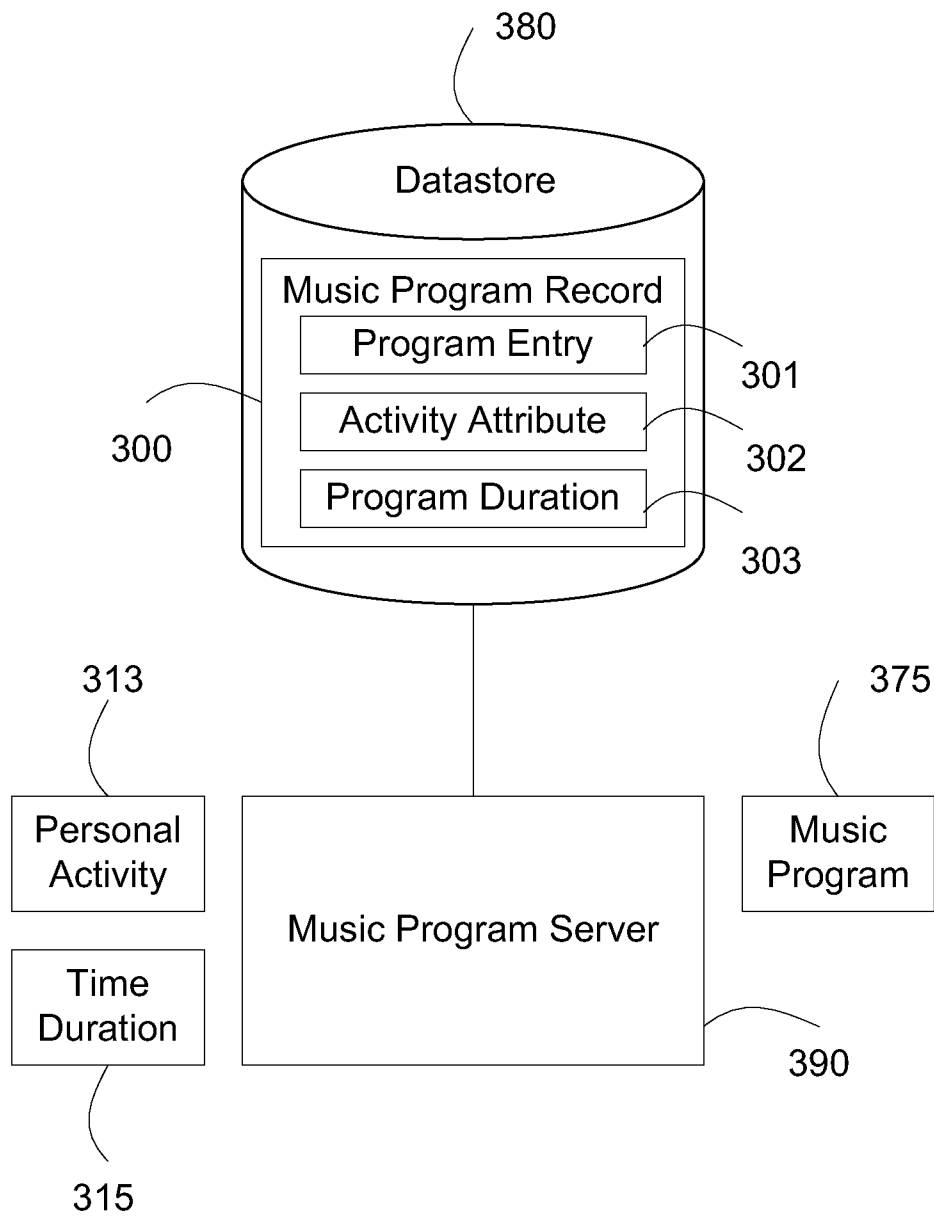 380
Datastore
Music Program Record
Program Entry
301
Activity Attribute
300
302
Program Duration
303
313
375
Personal
Activity
Music
Program
Music Program Server
Time
Duration
390
315